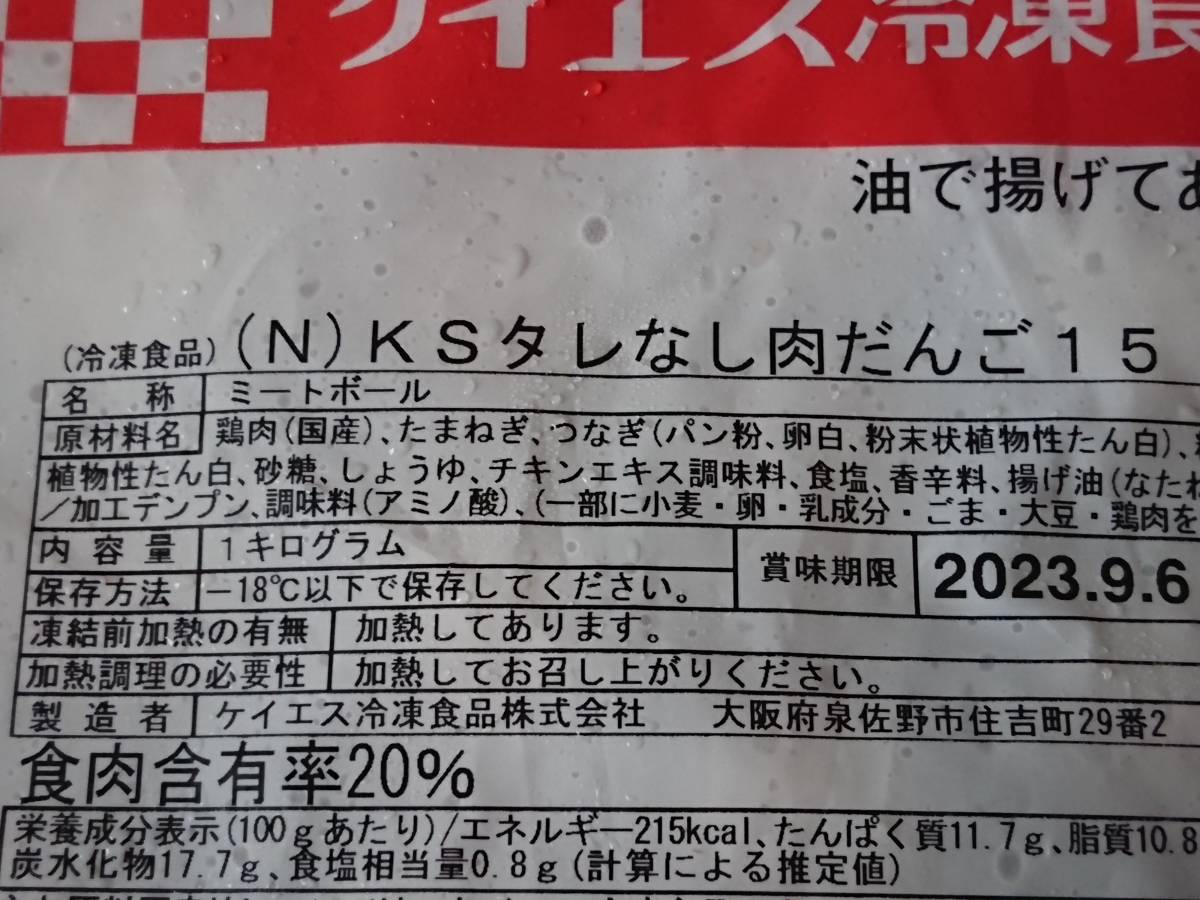 ケイエス冷凍食
油で揚げてあ
(冷凍食品) (N)KSタレなし肉だんご15
名 称 ミートボール
原材料名 鶏肉(国産)、たまねぎ、つなぎ(パン粉、卵白、粉末状植物性たん白)、
植物性たん白、砂糖、しょうゆ、チキンエキス調味料、食塩、香辛料、揚げ油(なたね
/加工デンプン、調味料(アミノ酸)、(一部に小麦・卵・乳成分・ごま・大豆・鶏肉を
内容量 1キログラム 賞味期限 2023.9.6
保存方法 -18℃以下で保存してください。
凍結前加熱の有無 加熱してあります。
加熱調理の必要性 加熱してお召し上がりください。
製造者 ケイエス冷凍食品株式会社 大阪府泉佐野市住吉町29番2
食肉含有率20%
栄養成分表示(100gあたり)/エネルギー215kcal、たんぱく質11.7g、脂質10.8
炭水化物17.7g、食塩相当量0.8g(計算による推定値)